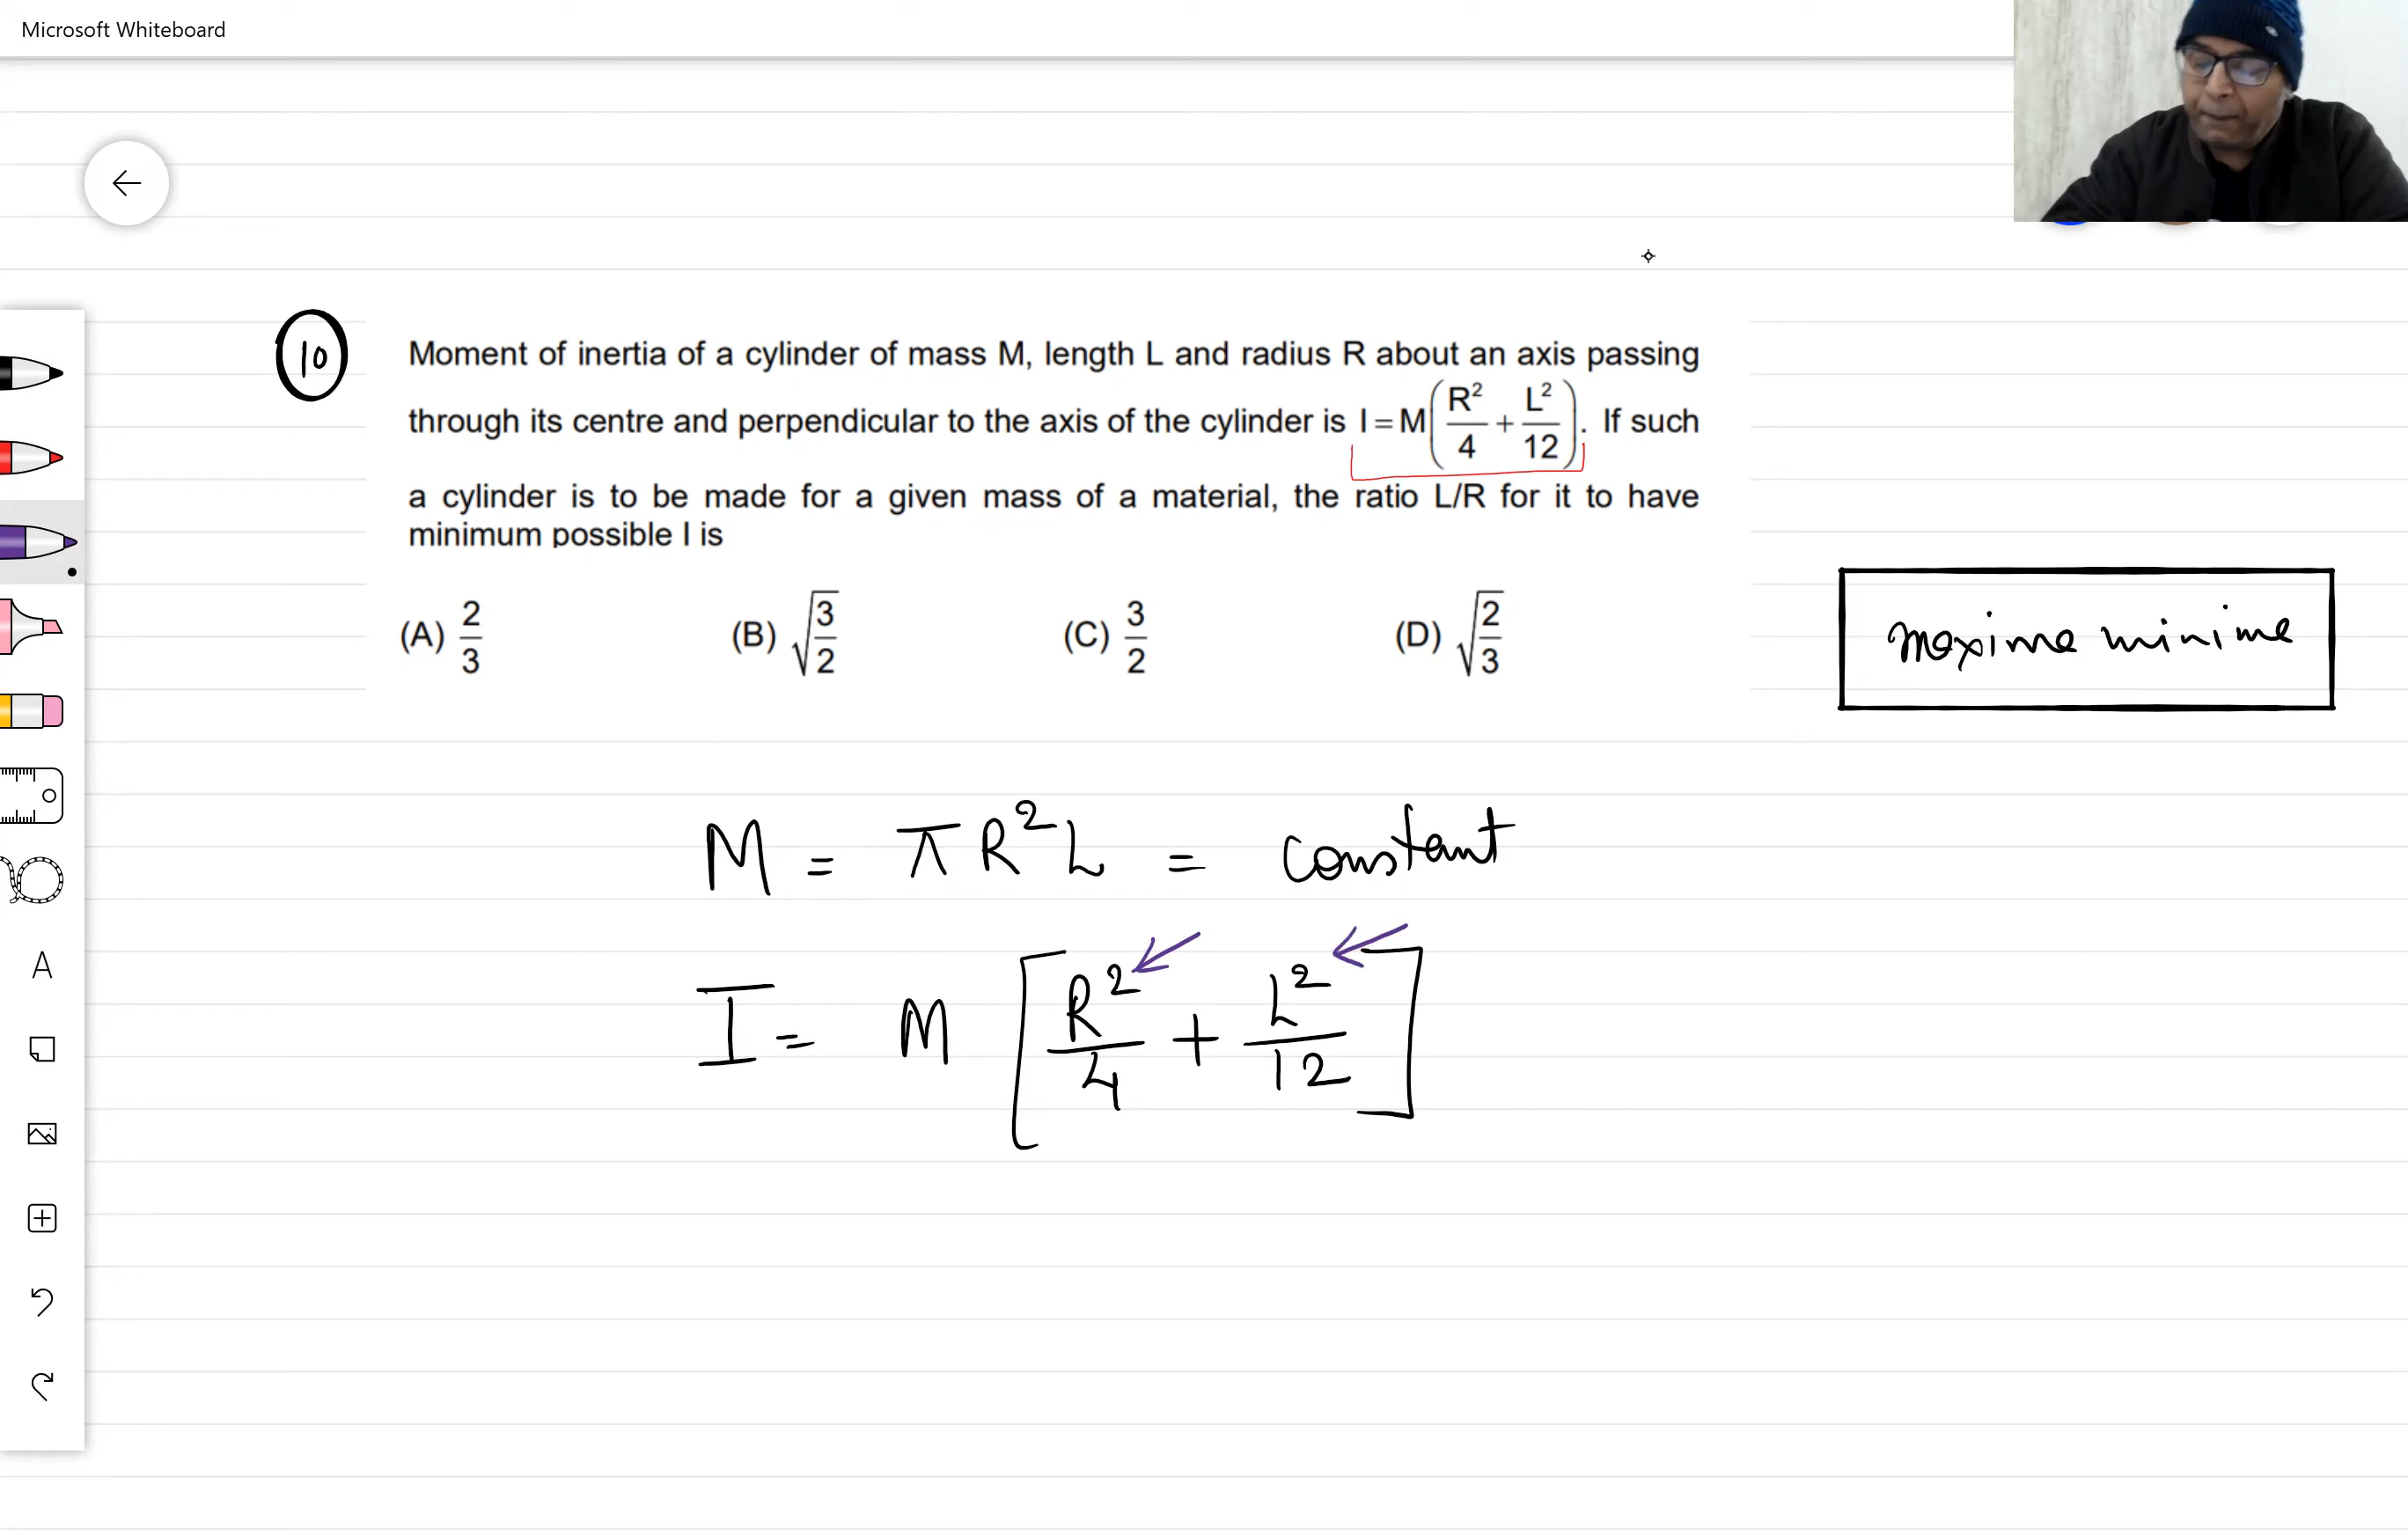 Microsoft Whiteboard
10
Moment of inertia of a cylinder of mass M, length L and radius R about an axis passing
through its centre and perpendicular to the axis of the cylinder is I = M(R²/4 + L²/12). If such
a cylinder is to be made for a given mass of a material, the ratio L/R for it to have
minimum possible I is
(A) 2/3 (B) √(3/2) (C) 3/2 (D) √(2/3)
maxima minima
M = π R² L = constant
I = M [R²/4 + L²/12]
A